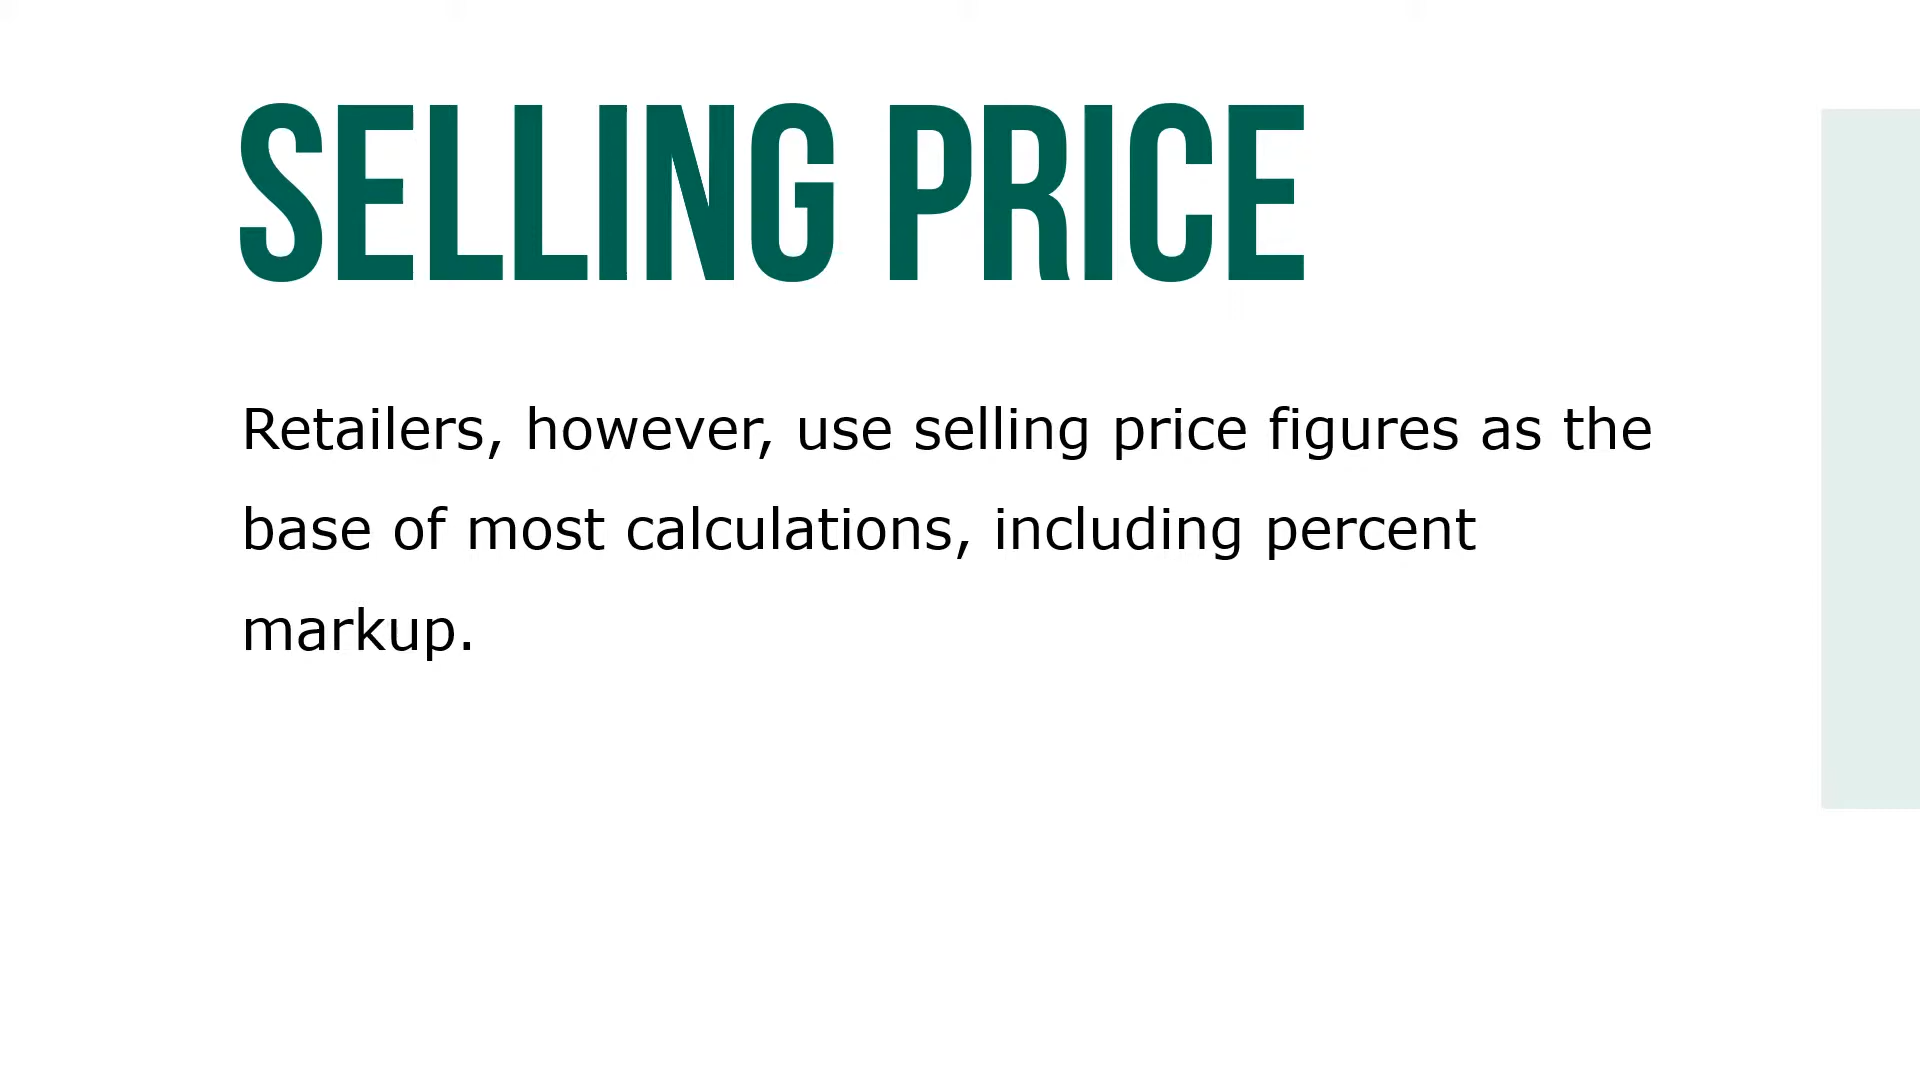 SELLING PRICE
Retailers, however, use selling price figures as the
base of most calculations, including percent
markup.